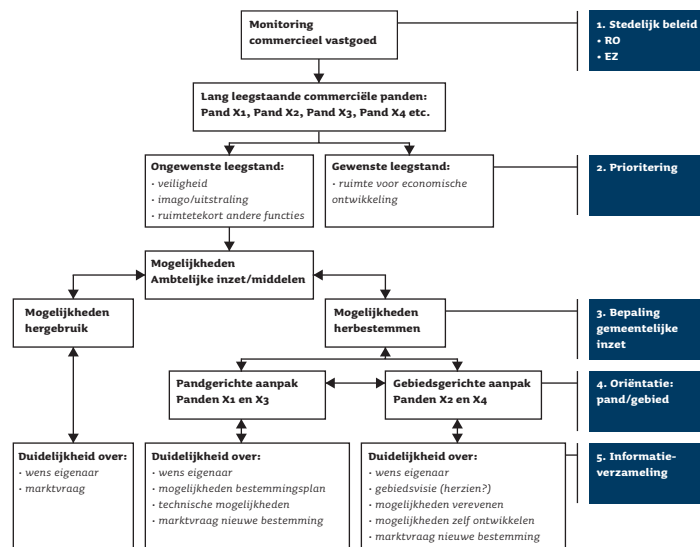 Monitoring
commercieel vastgoed
1. Stedelijk beleid
• RO
• EZ
Lang leegstaande commerciële panden:
Pand X1, Pand X2, Pand X3, Pand X4 etc.
Ongewenste leegstand:
• veiligheid
• imago/uitstraling
• ruimtetekort andere functies
Gewenste leegstand:
• ruimte voor economische
ontwikkeling
2. Prioritering
Mogelijkheden
Ambtelijke inzet/middelen
Mogelijkheden
hergebruik
Mogelijkheden
herbestemmen
3. Bepaling
gemeentelijke
inzet
Pandgerichte aanpak
Panden X1 en X3
Gebiedsgerichte aanpak
Panden X2 en X4
4. Oriëntatie:
pand/gebied
Duidelijkheid over:
• wens eigenaar
• marktvraag
Duidelijkheid over:
• wens eigenaar
• mogelijkheden bestemmingsplan
• technische mogelijkheden
• marktvraag nieuwe bestemming
Duidelijkheid over:
• wens eigenaar
• gebiedsvisie (herzien?)
• mogelijkheden verevenen
• mogelijkheden zelf ontwikkelen
• marktvraag nieuwe bestemming
5. Informatie-
verzameling